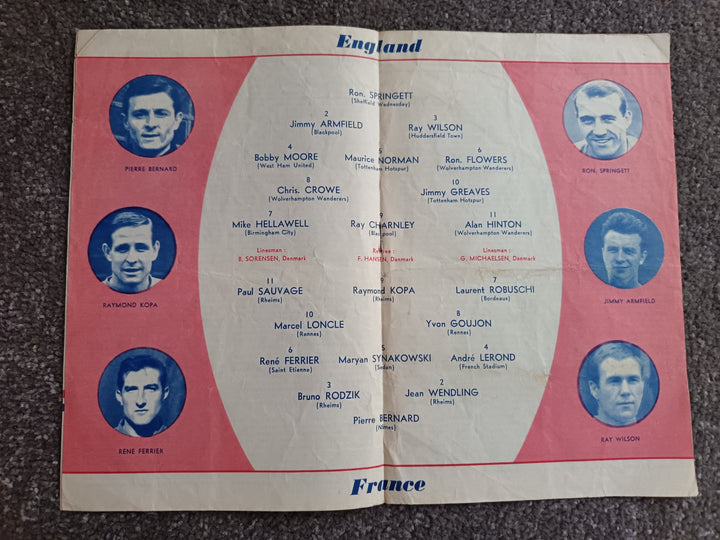 England
Ron. SPRINGETT
(Sheffield Wednesday)
2 3
Jimmy ARMFIELD Ray WILSON
(Blackpool) (Huddersfield Town)
4 5 6
Bobby MOORE Maurice NORMAN Ron. FLOWERS
(West Ham United) (Tottenham Hotspur) (Wolverhampton Wanderers)
8 10
Chris. CROWE Jimmy GREAVES
(Wolverhampton Wanderers) (Tottenham Hotspur)
7 9 11
Mike HELLAWELL Ray CHARNLEY Alan HINTON
(Birmingham City) (Blackpool) (Wolverhampton Wanderers)
Linesman : Referee : Linesman :
B. SORENSEN, Danmark F. HANSEN, Danmark G. MICHAELSEN, Danmark
11 9 7
Paul SAUVAGE Raymond KOPA Laurent ROBUSCHI
(Rheims) (Rheims) (Bordeaux)
10 8
Marcel LONCLE Yvon GOUJON
(Rennes) (Rennes)
6 5 4
René FERRIER Maryan SYNAKOWSKI André LEROND
(Saint Etienne) (Sedan) (French Stadium)
3 2
Bruno RODZIK Jean WENDLING
(Rheims) (Rheims)
Pierre BERNARD
(Nimes)
France
PIERRE BERNARD
RAYMOND KOPA
RENE FERRIER
RON. SPRINGETT
JIMMY ARMFIELD
RAY WILSON